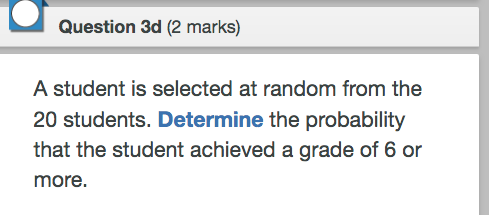 Question 3d (2 marks)
A student is selected at random from the
20 students. Determine the probability
that the student achieved a grade of 6 or
more.